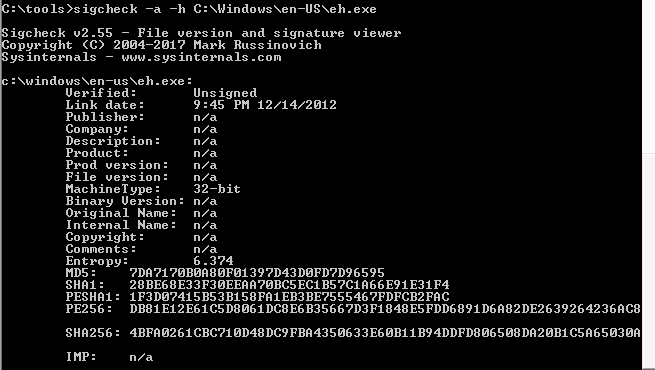 C:\tools>sigcheck -a -h C:\Windows\en-US\eh.exe
Sigcheck v2.55 - File version and signature viewer
Copyright (C) 2004-2017 Mark Russinovich
Sysinternals - www.sysinternals.com
c:\windows\en-us\eh.exe:
Verified: Unsigned
Link date: 9:45 PM 12/14/2012
Publisher: n/a
Company: n/a
Description: n/a
Product: n/a
Prod version: n/a
File version: n/a
MachineType: 32-bit
Binary Version: n/a
Original Name: n/a
Internal Name: n/a
Copyright: n/a
Comments: n/a
Entropy: 6.374
MD5: 7DA7170B0A80F01397D43D0FD7D96595
SHA1: 28BE68E33F30EEAA70BC5EC1B57C1A66E91E31F4
PESHA1: 1F3D07415B53B158FA1EB3BE7555467FDFCB2FAC
PE256: DB81E12E61C5D8061DC8E6B35667D3F1848E5FDD6891D6A82DE2639264236AC8
SHA256: 4BFA0261CBC710D48DC9FBA4350633E60B11B94DDFD806508DA20B1C5A65030A
IMP: n/a